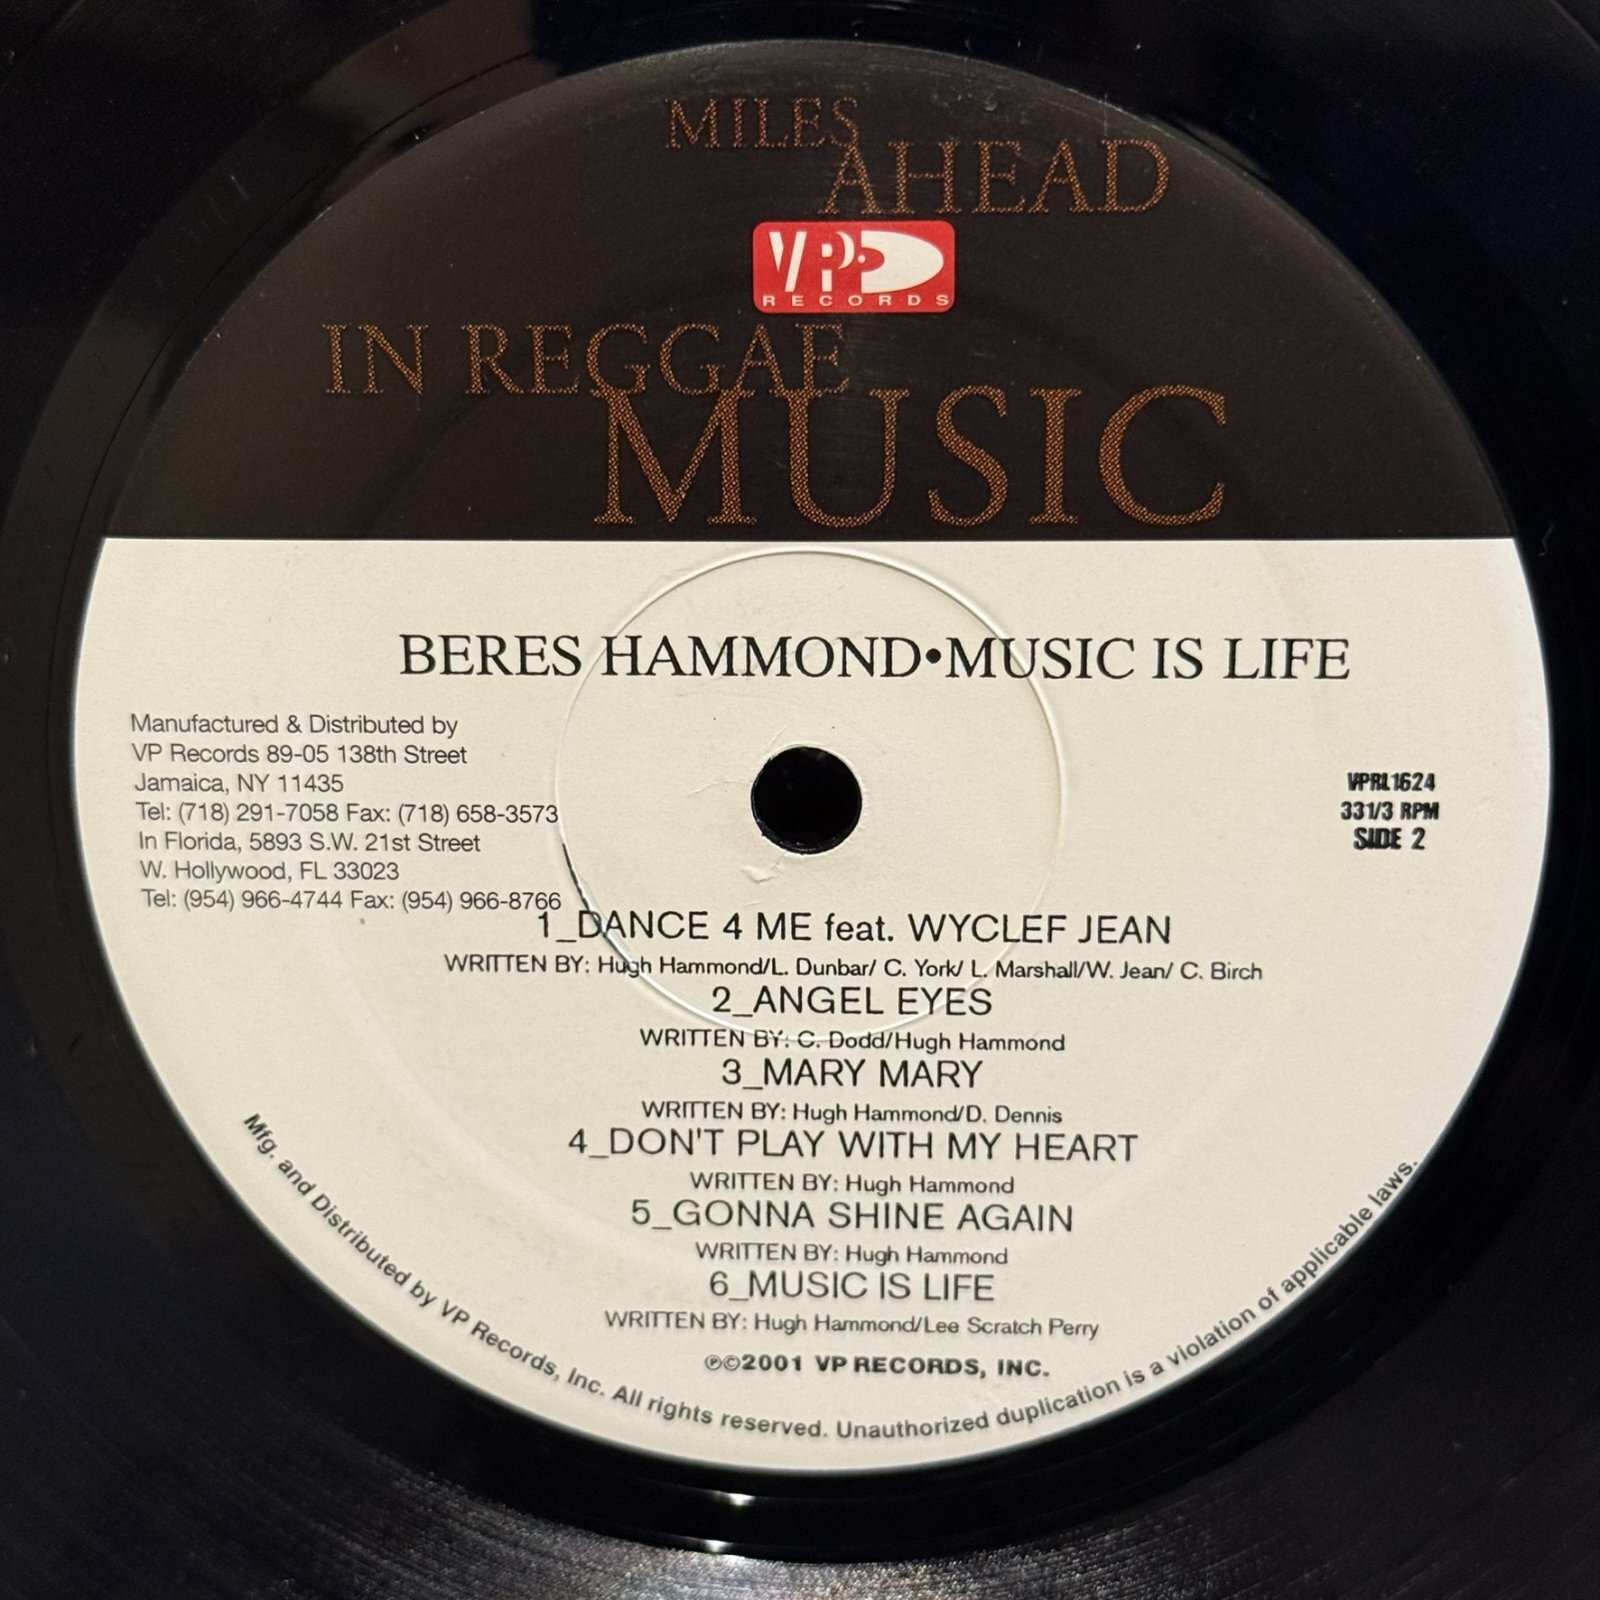 MILES
AHEAD
VP
RECORDS
IN REGGAE
MUSIC
BERES HAMMOND•MUSIC IS LIFE
Manufactured & Distributed by
VP Records 89-05 138th Street
Jamaica, NY 11435
Tel: (718) 291-7058 Fax: (718) 658-3573
In Florida, 5893 S.W. 21st Street
W. Hollywood, FL 33023
Tel: (954) 966-4744 Fax: (954) 966-8766
VPRL1624
331/3 RPM
SIDE 2
1_DANCE 4 ME feat. WYCLEF JEAN
WRITTEN BY: Hugh Hammond/L. Dunbar/ C. York/ L. Marshall/W. Jean/ C. Birch
2_ANGEL EYES
WRITTEN BY: C. Dodd/Hugh Hammond
3_MARY MARY
WRITTEN BY: Hugh Hammond/D. Dennis
4_DON'T PLAY WITH MY HEART
WRITTEN BY: Hugh Hammond
5_GONNA SHINE AGAIN
WRITTEN BY: Hugh Hammond
6_MUSIC IS LIFE
WRITTEN BY: Hugh Hammond/Lee Scratch Perry
℗©2001 VP RECORDS, INC.
Mfg. and Distributed by VP Records, Inc. All rights reserved. Unauthorized duplication is a violation of applicable laws.